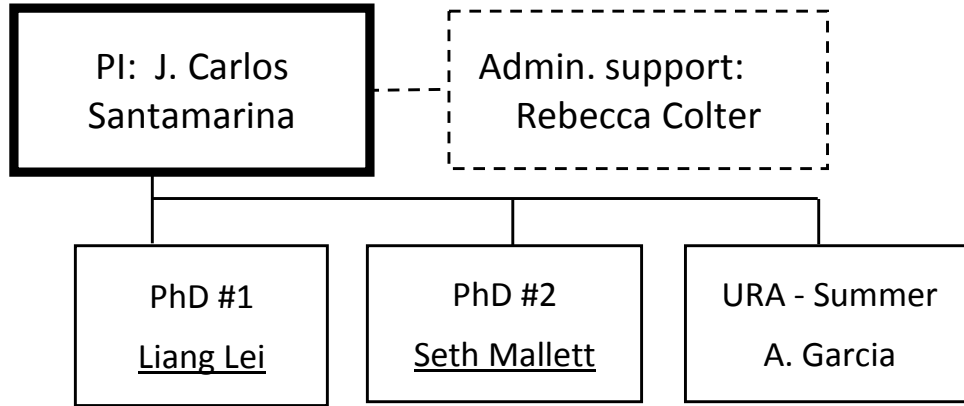 PI: J. Carlos
Santamarina
Admin. support:
Rebecca Colter
PhD #1
Liang Lei
PhD #2
Seth Mallett
URA - Summer
A. Garcia